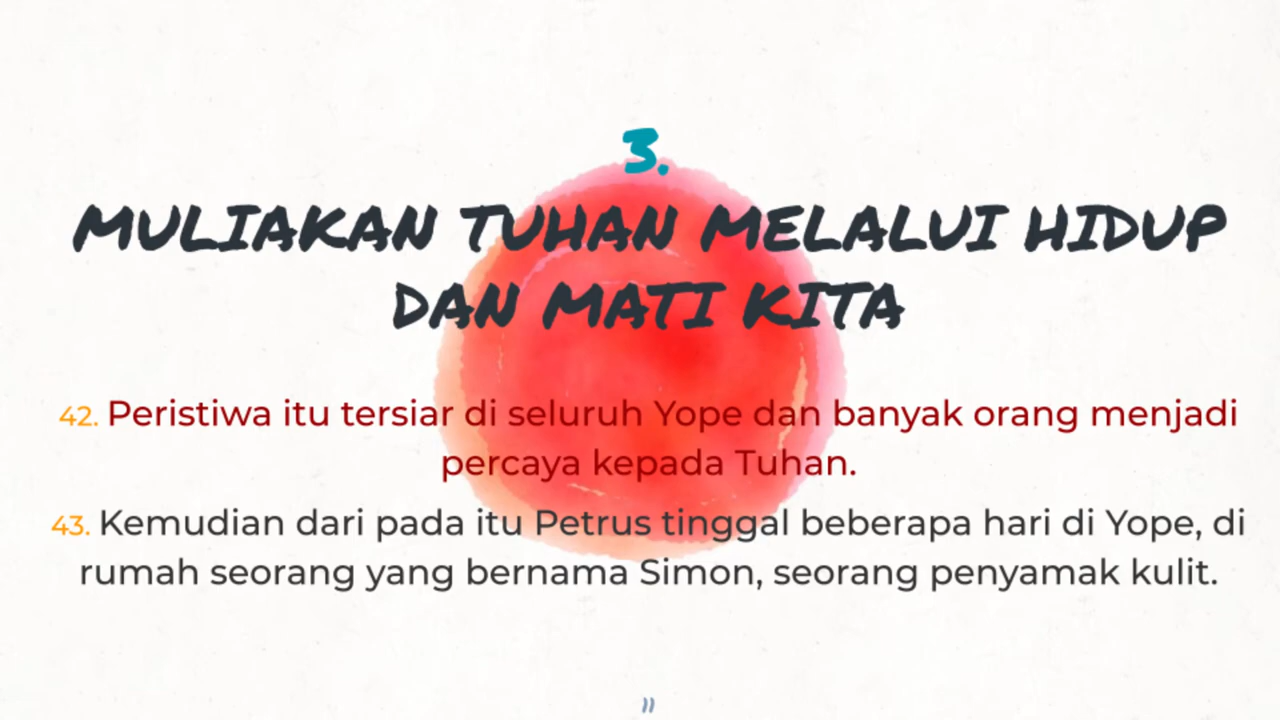 3.
MULIAKAN TUHAN MELALUI HIDUP
DAN MATI KITA
42. Peristiwa itu tersiar di seluruh Yope dan banyak orang menjadi
percaya kepada Tuhan.
43. Kemudian dari pada itu Petrus tinggal beberapa hari di Yope, di
rumah seorang yang bernama Simon, seorang penyamak kulit.
11